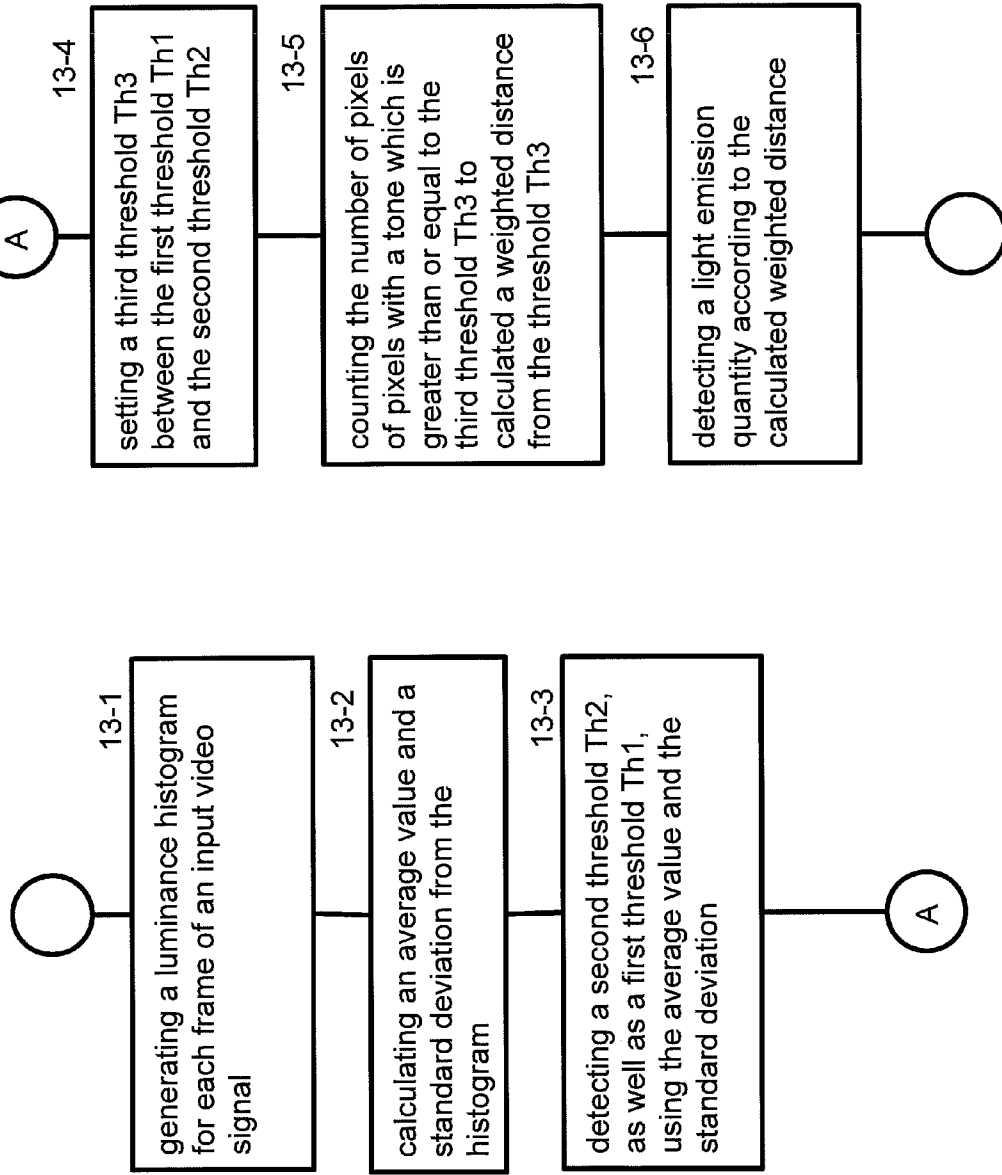 13-1
generating a luminance histogram
for each frame of an input video
signal
13-2
calculating an average value and a
standard deviation from the
histogram
13-3
detecting a second threshold Th2,
as well as a first threshold Th1,
using the average value and the
standard deviation
A
A
13-4
setting a third threshold Th3
between the first threshold Th1
and the second threshold Th2
13-5
counting the number of pixels
of pixels with a tone which is
greater than or equal to the
third threshold Th3 to
calculated a weighted distance
from the threshold Th3
13-6
detecting a light emission
quantity according to the
calculated weighted distance